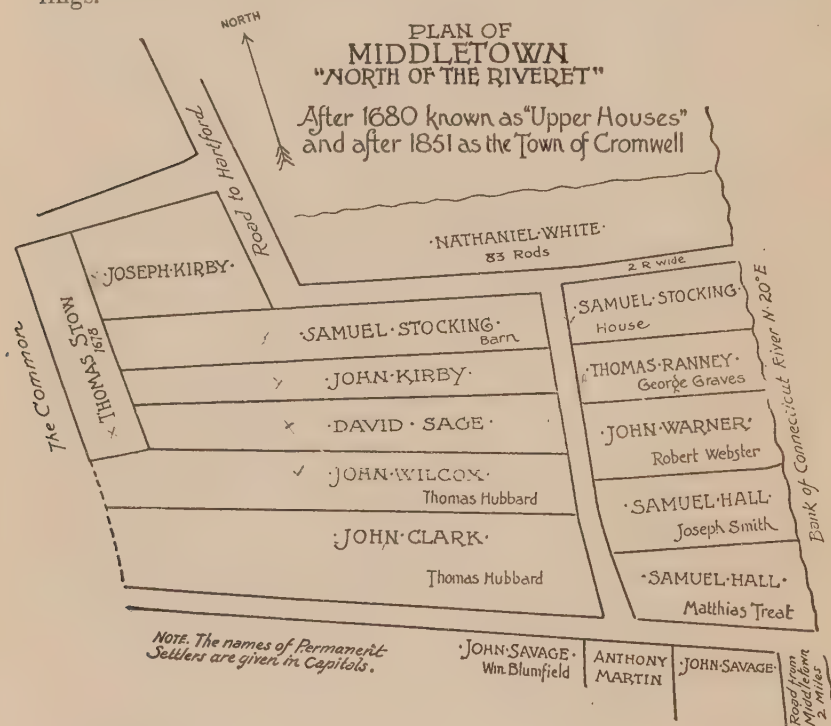 nings.
NORTH
PLAN OF
MIDDLETOWN
"NORTH OF THE RIVERET"
After 1680 known as "Upper Houses"
and after 1851 as the Town of Cromwell
Road to Hertford
·NATHANIEL·WHITE·
83 Rods
2 R wide
·JOSEPH·KIRBY·
THOMAS STOW
1678
The Common
·SAMUEL·STOCKING·
Barn
·JOHN·KIRBY·
·DAVID·SAGE·
·JOHN·WILCOX·
Thomas Hubbard
·JOHN·CLARK·
Thomas Hubbard
·SAMUEL·STOCKING·
House
·THOMAS·RANNEY·
George Graves
·JOHN·WARNER·
Robert Webster
·SAMUEL·HALL·
Joseph Smith
·SAMUEL·HALL·
Matthias Treat
Bank of Connecticut River N·20°E.
NOTE. The names of Permanent
Settlers are given in Capitals.
·JOHN·SAVAGE·
Wm Blumfield
ANTHONY
MARTIN
·JOHN·SAVAGE·
Road from
Middletown
2 Miles